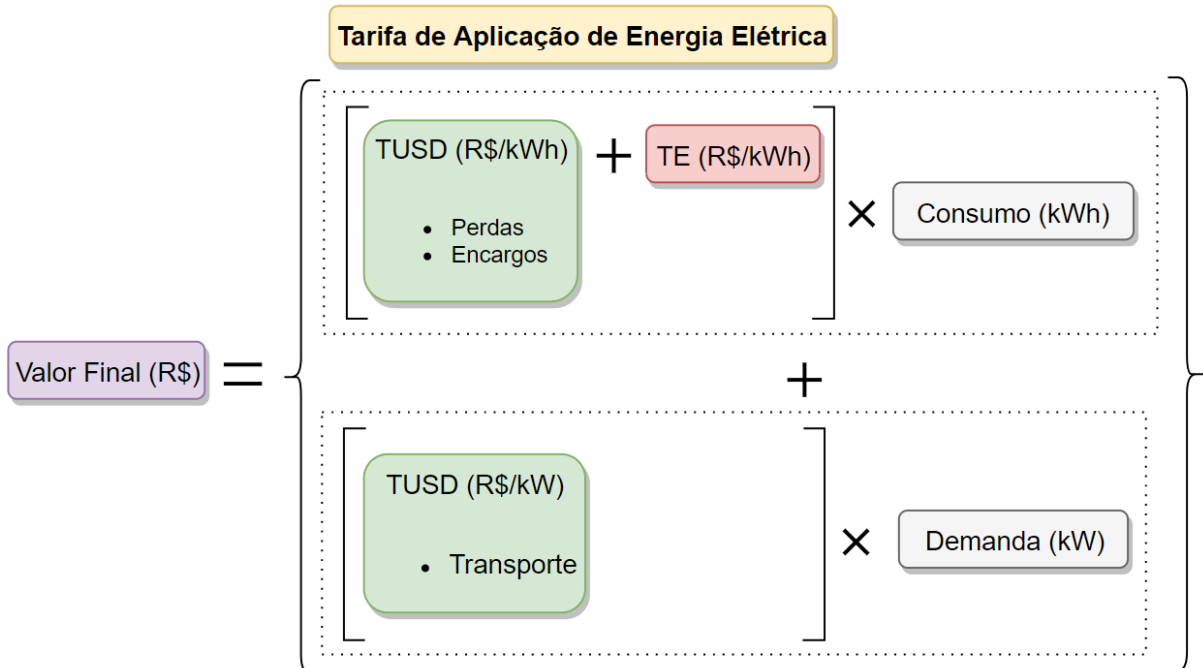 Tarifa de Aplicação de Energia Elétrica
TUSD (R$/kWh)
+
TE (R$/kWh)
• Perdas
• Encargos
×
Consumo (kWh)
Valor Final (R$)
=
+
TUSD (R$/kW)
• Transporte
×
Demanda (kW)